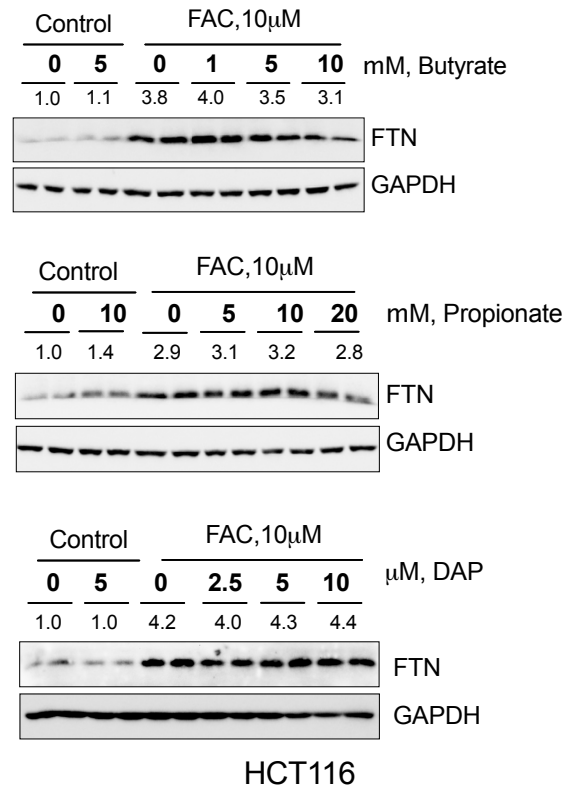 Control FAC,10μM
0 5 0 1 5 10 mM, Butyrate
1.0 1.1 3.8 4.0 3.5 3.1
FTN
GAPDH
Control FAC,10μM
0 10 0 5 10 20 mM, Propionate
1.0 1.4 2.9 3.1 3.2 2.8
FTN
GAPDH
Control FAC,10μM
0 5 0 2.5 5 10 μM, DAP
1.0 1.0 4.2 4.0 4.3 4.4
FTN
GAPDH
HCT116